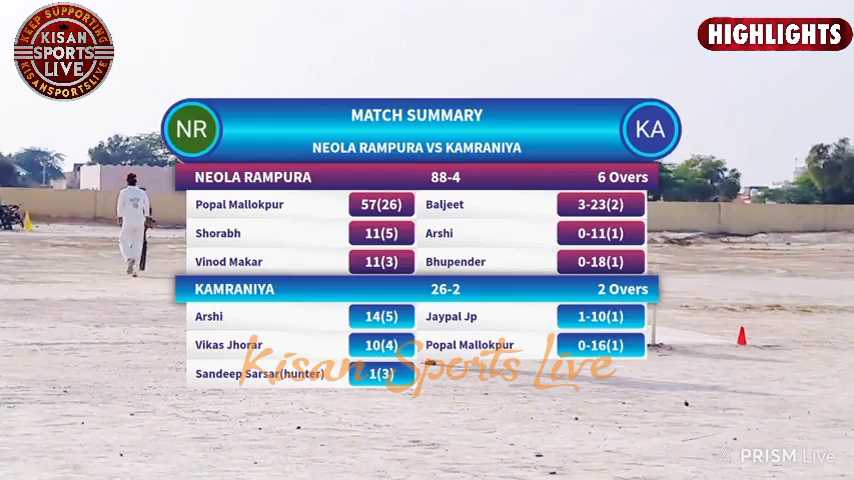 KEEP SUPPORTING
KISAN
SPORTS
LIVE
KISANSPORTSLIVE
HIGHLIGHTS
NR
MATCH SUMMARY
KA
NEOLA RAMPURA VS KAMRANIYA
NEOLA RAMPURA 88-4 6 Overs
Popal Mallokpur 57(26) Baljeet 3-23(2)
Shorabh 11(5) Arshi 0-11(1)
Vinod Makar 11(3) Bhupender 0-18(1)
KAMRANIYA 26-2 2 Overs
Arshi 14(5) Jaypal Jp 1-10(1)
Vikas Jhorar 10(4) Popal Mallokpur 0-16(1)
Sandeep Sarsar(hunter) 1(3)
Kisan Sports Live
PRISM Live